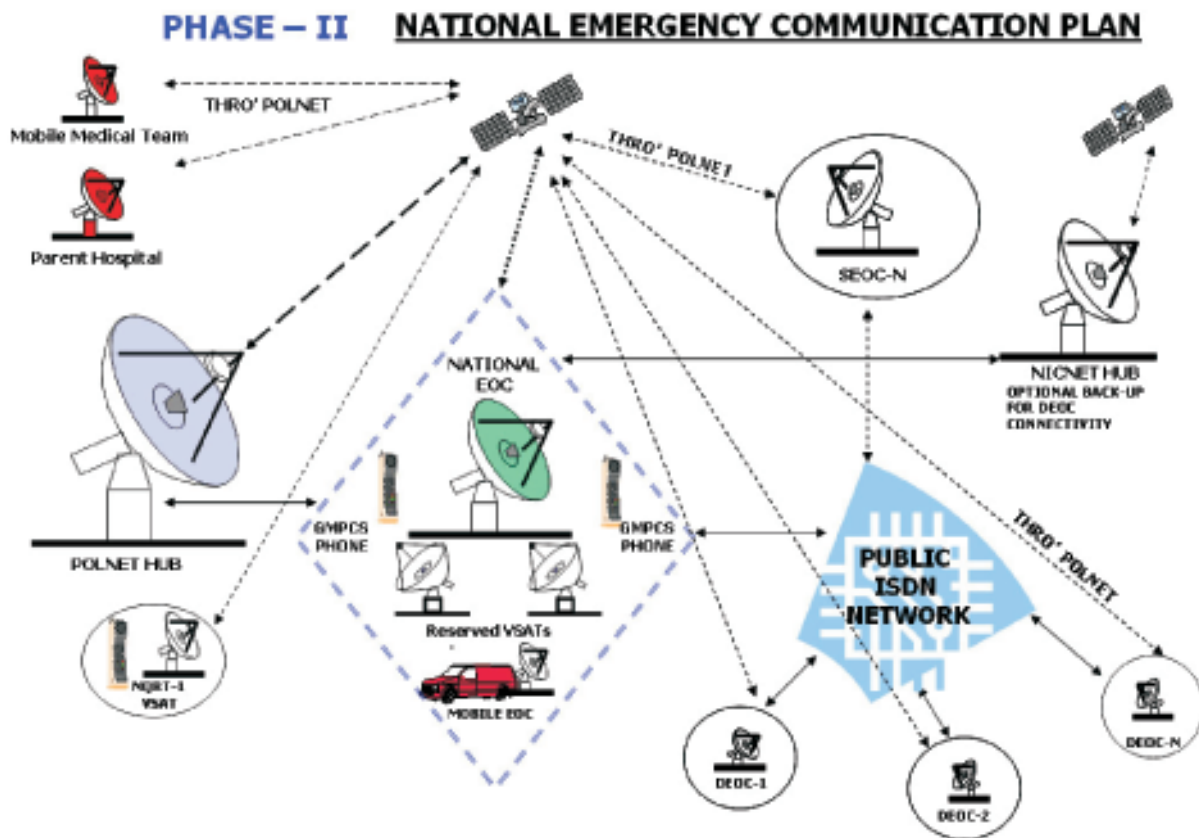 PHASE – II NATIONAL EMERGENCY COMMUNICATION PLAN
THRO' POLNET
Mobile Medical Team
Parent Hospital
THRO' POLNET
SEOC-N
NICNET HUB
OPTIONAL BACK-UP
FOR DEOC
CONNECTIVITY
NATIONAL
EOC
GMPCS
PHONE
GMPCS
PHONE
POLNET HUB
Reserved VSATs
MOBILE EOC
NQRT-1
VSAT
PUBLIC
ISDN
NETWORK
THRO' POLNET
DEOC-1
DEOC-2
DEOC-N